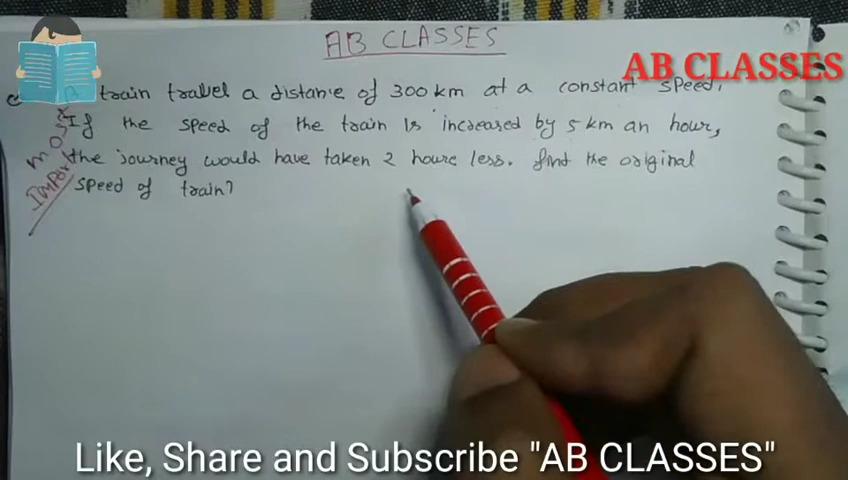 AB CLASSES
AB CLASSES
A train travel a distance of 300 km at a constant speed.
If the speed of the train is increased by 5 km an hour,
the journey would have taken 2 hours less. find the original
speed of train?
most
Like, Share and Subscribe "AB CLASSES"